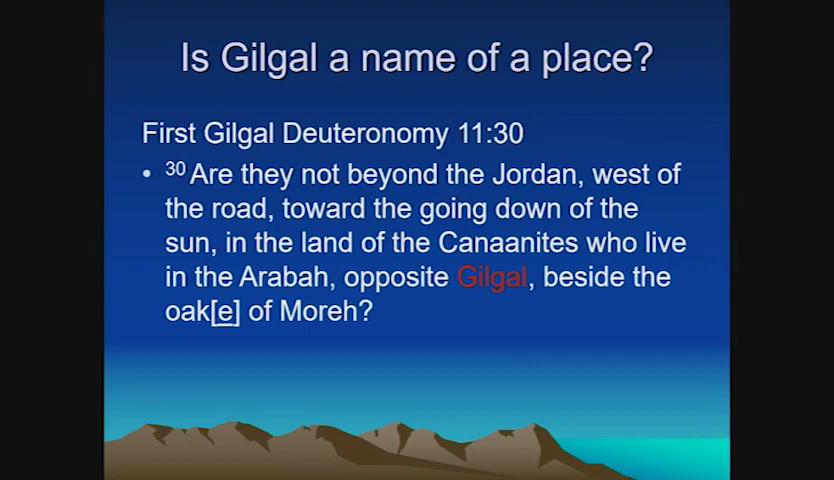 Is Gilgal a name of a place?
First Gilgal Deuteronomy 11:30
• 30 Are they not beyond the Jordan, west of
the road, toward the going down of the
sun, in the land of the Canaanites who live
in the Arabah, opposite Gilgal, beside the
oak[e] of Moreh?